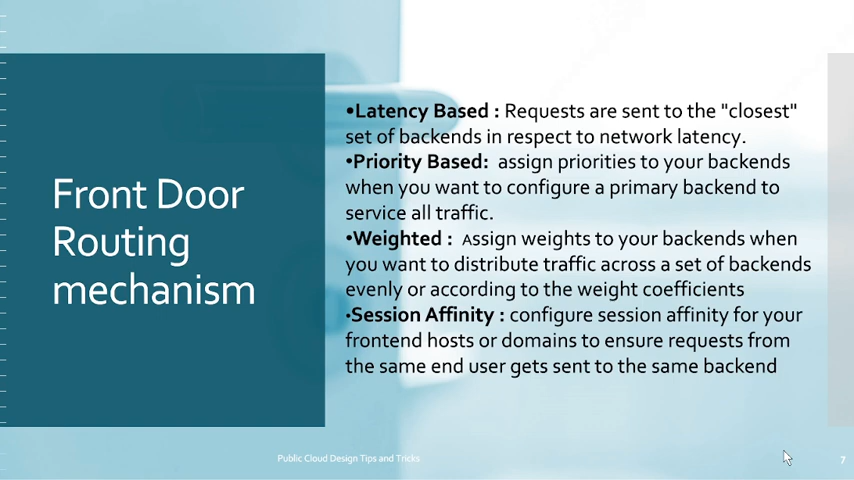 Front Door
Routing
mechanism
•Latency Based : Requests are sent to the "closest"
set of backends in respect to network latency.
•Priority Based:  assign priorities to your backends
when you want to configure a primary backend to
service all traffic.
•Weighted :  Assign weights to your backends when
you want to distribute traffic across a set of backends
evenly or according to the weight coefficients
•Session Affinity : configure session affinity for your
frontend hosts or domains to ensure requests from
the same end user gets sent to the same backend
Public Cloud Design Tips and Tricks
7